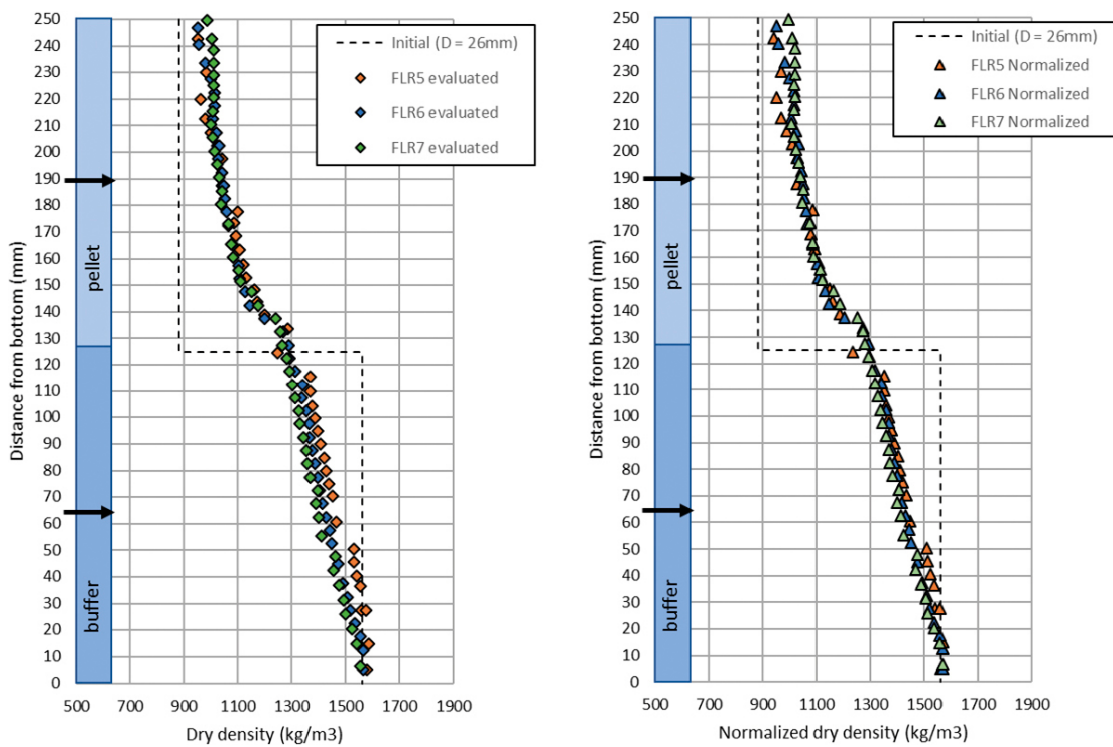 250
240
230
220
210
200
190
180
170
160
150
140
130
120
110
100
90
80
70
60
50
40
30
20
10
0
Distance from bottom (mm)
pellet
buffer
Initial (D = 26mm)
FLR5 evaluated
FLR6 evaluated
FLR7 evaluated
500 700 900 1100 1300 1500 1700 1900
Dry density (kg/m3)
250
240
230
220
210
200
190
180
170
160
150
140
130
120
110
100
90
80
70
60
50
40
30
20
10
0
Distance from bottom (mm)
pellet
buffer
Initial (D = 26mm)
FLR5 Normalized
FLR6 Normalized
FLR7 Normalized
500 700 900 1100 1300 1500 1700 1900
Normalized dry density (kg/m3)